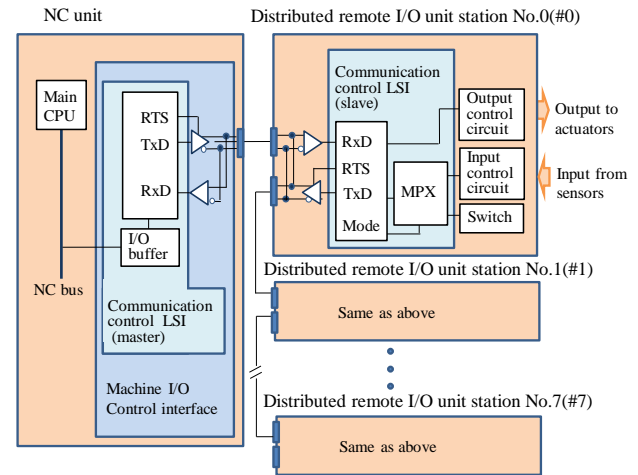 NC unit
Distributed remote I/O unit station No.0(#0)
Main
CPU
RTS
TxD
RxD
I/O
buffer
NC bus
Communication
control LSI
(master)
Machine I/O
Control interface
Communication
control LSI
(slave)
RxD
RTS
TxD
Mode
MPX
Output
control
circuit
Input
control
circuit
Switch
Output to
actuators
Input from
sensors
Distributed remote I/O unit station No.1(#1)
Same as above
Distributed remote I/O unit station No.7(#7)
Same as above